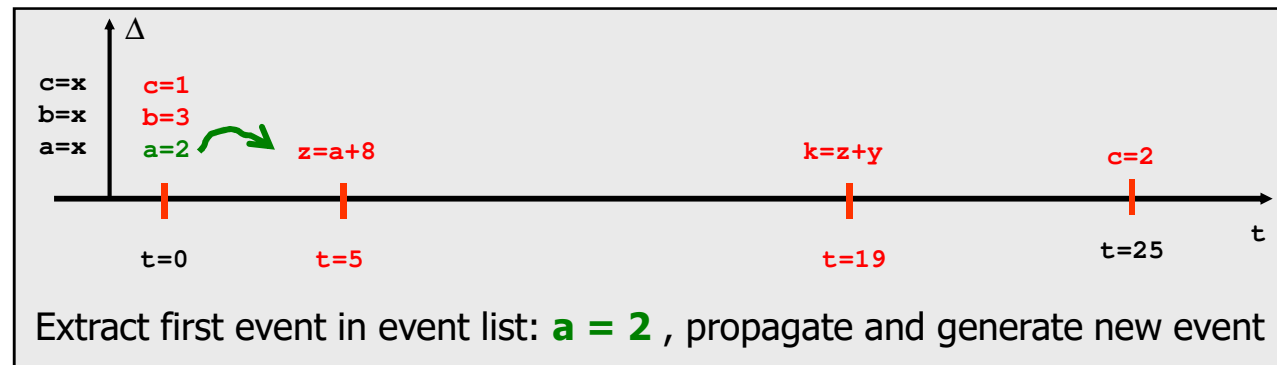 Δ
c=x c=1
b=x b=3
a=x a=2 z=a+8 k=z+y c=2
t
t=0 t=5 t=19 t=25
Extract first event in event list: a = 2 , propagate and generate new event